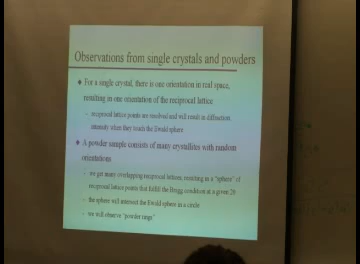 Observations from single crystals and powders
For a single crystal, there is one orientation in real space,
resulting in one orientation of the reciprocal lattice
– reciprocal lattice points are resolved and will result in diffraction
intensity when they touch the Ewald sphere
A powder sample consists of many crystallites with random
orientations
– we get many overlapping reciprocal lattices, resulting in a "sphere" of
reciprocal lattice points that fulfill the Bragg condition at a given 2θ
– the sphere will intersect the Ewald sphere in a circle
– we will observe "powder rings"